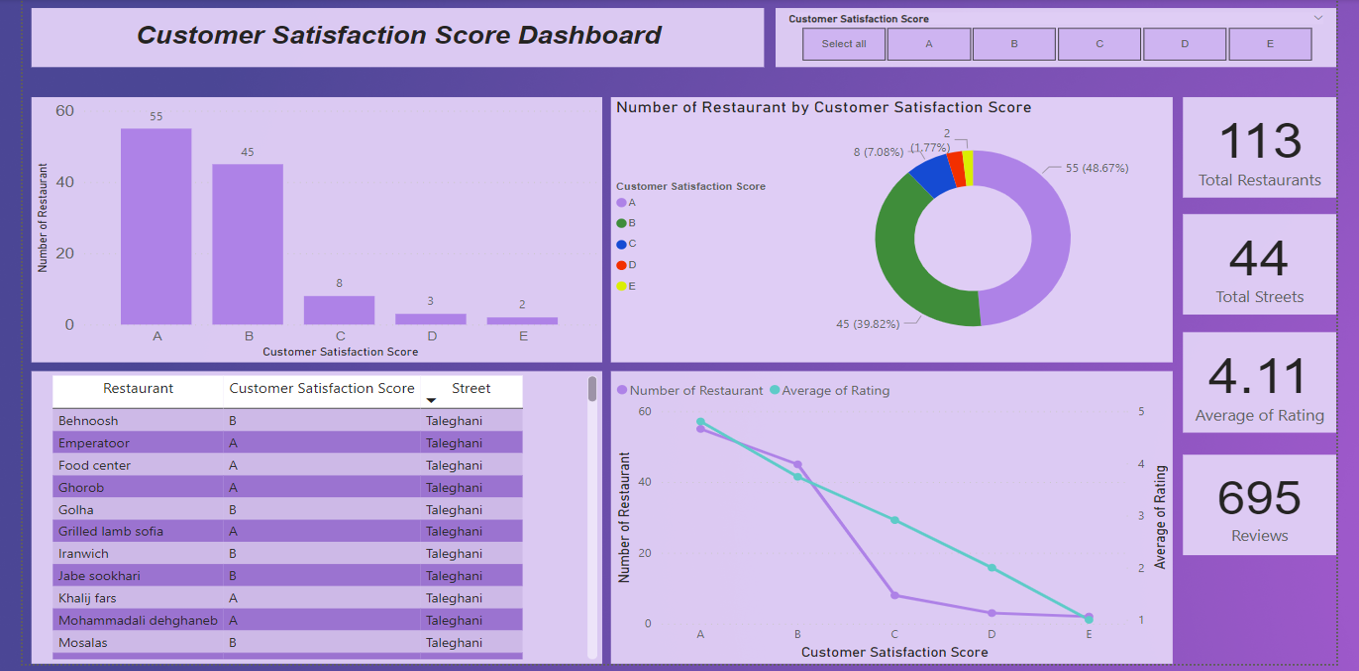 Customer Satisfaction Score Dashboard
Customer Satisfaction Score
Select all A B C D E
60
40
20
0
Number of Restaurant
55
45
8
3
2
A B C D E
Customer Satisfaction Score
Number of Restaurant by Customer Satisfaction Score
Customer Satisfaction Score
A
B
C
D
E
2
(1.77%)
8 (7.08%)
55 (48.67%)
45 (39.82%)
113
Total Restaurants
44
Total Streets
4.11
Average of Rating
695
Reviews
Restaurant Customer Satisfaction Score Street
Behnoosh B Taleghani
Emperatoor A Taleghani
Food center A Taleghani
Ghorob A Taleghani
Golha B Taleghani
Grilled lamb sofia A Taleghani
Iranwich B Taleghani
Jabe sookhari B Taleghani
Khalij fars A Taleghani
Mohammadali dehghaneb A Taleghani
Mosalas B Taleghani
Number of Restaurant Average of Rating
60
40
20
0
Number of Restaurant
5
4
3
2
1
Average of Rating
A B C D E
Customer Satisfaction Score